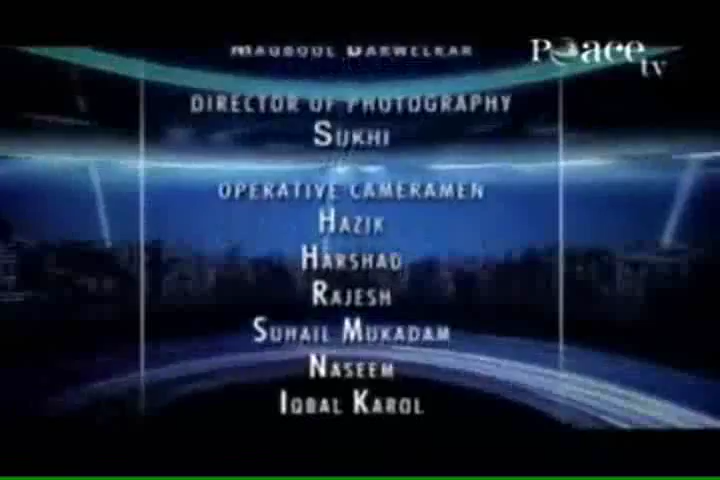 Peace
tv
DIRECTOR OF PHOTOGRAPHY
SUKHI
OPERATIVE CAMERAMEN
HAZIK
HARSHAD
RAJESH
SUHAIL MUKADAM
NASEEM
IQBAL KAROL